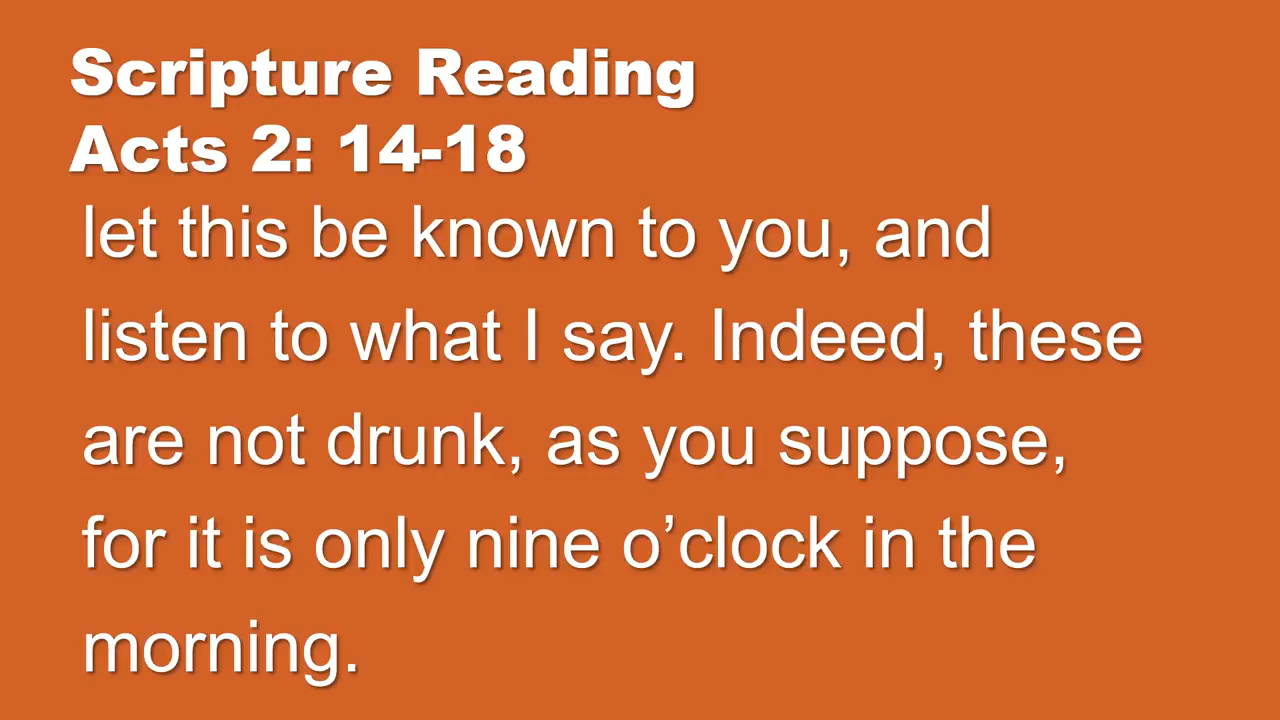 Scripture Reading
Acts 2: 14-18
let this be known to you, and
listen to what I say. Indeed, these
are not drunk, as you suppose,
for it is only nine o’clock in the
morning.